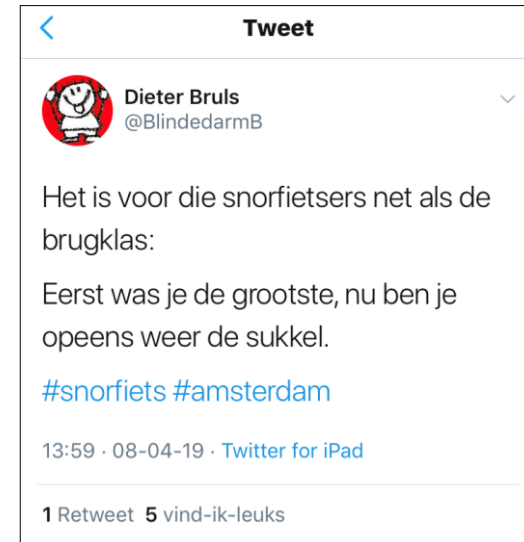 Tweet
Dieter Bruls
@BlindedarmB
Het is voor die snorfietsers net als de
brugklas:
Eerst was je de grootste, nu ben je
opeens weer de sukkel.
#snorfiets #amsterdam
13:59 · 08-04-19 · Twitter for iPad
1 Retweet 5 vind-ik-leuks